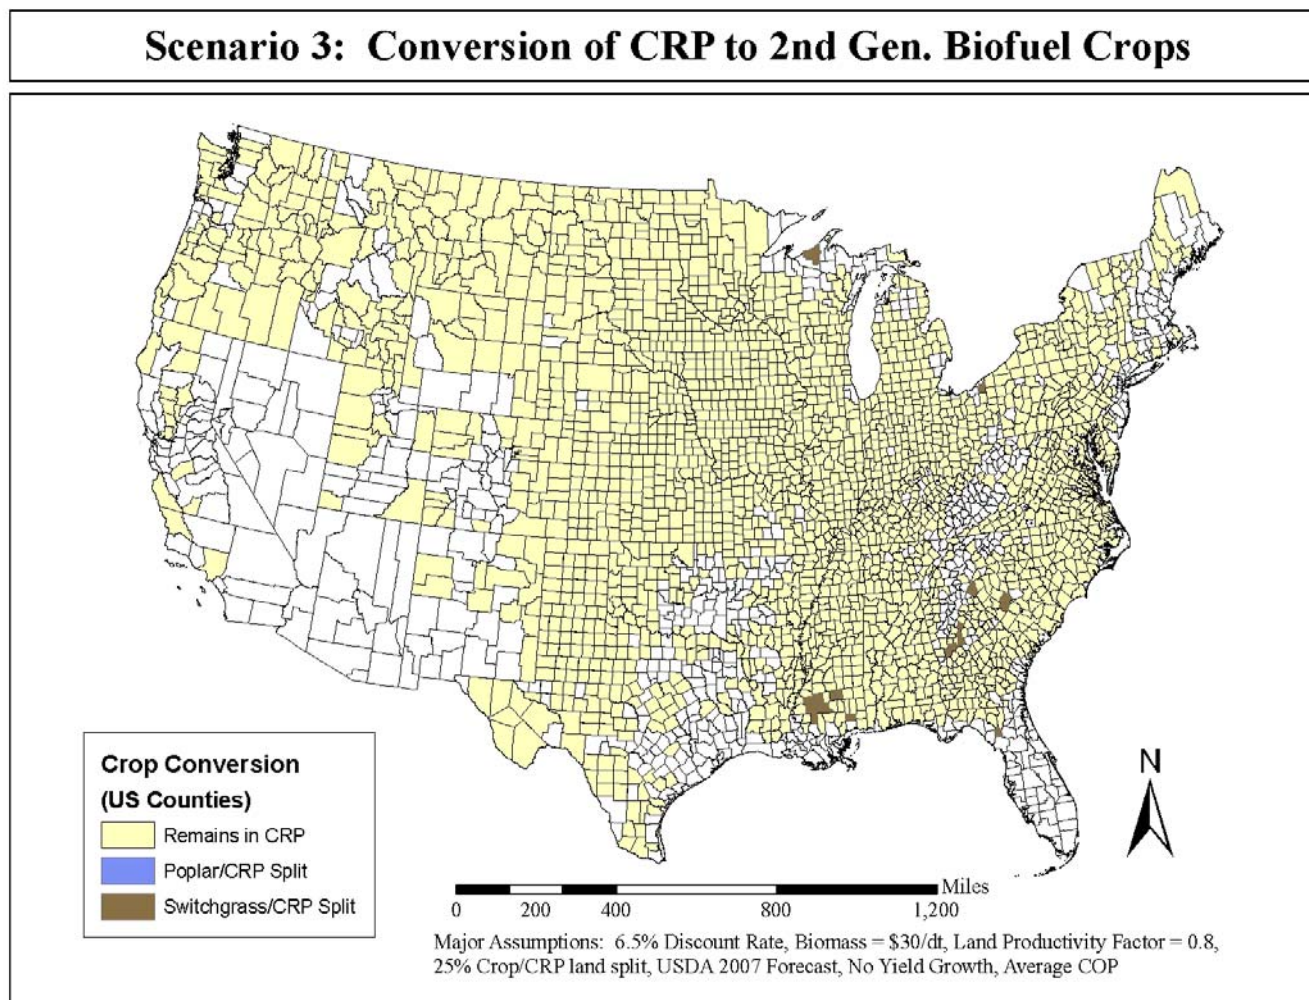 Scenario 3: Conversion of CRP to 2nd Gen. Biofuel Crops
Crop Conversion
(US Counties)
Remains in CRP
Poplar/CRP Split
Switchgrass/CRP Split
N
Miles
0 200 400 800 1,200
Major Assumptions: 6.5% Discount Rate, Biomass = $30/dt, Land Productivity Factor = 0.8,
25% Crop/CRP land split, USDA 2007 Forecast, No Yield Growth, Average COP